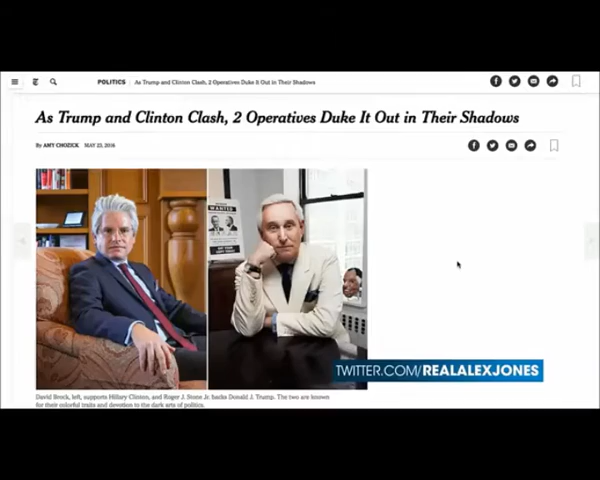 POLITICS | As Trump and Clinton Clash, 2 Operatives Duke It Out in Their Shadows
As Trump and Clinton Clash, 2 Operatives Duke It Out in Their Shadows
By AMY CHOZICK MAY 23, 2016
WANTED
TWITTER.COM/REALALEXJONES
David Brock, left, supports Hillary Clinton, and Roger J. Stone Jr. backs Donald J. Trump. The two are known
for their colorful traits and devotion to the dark arts of politics.